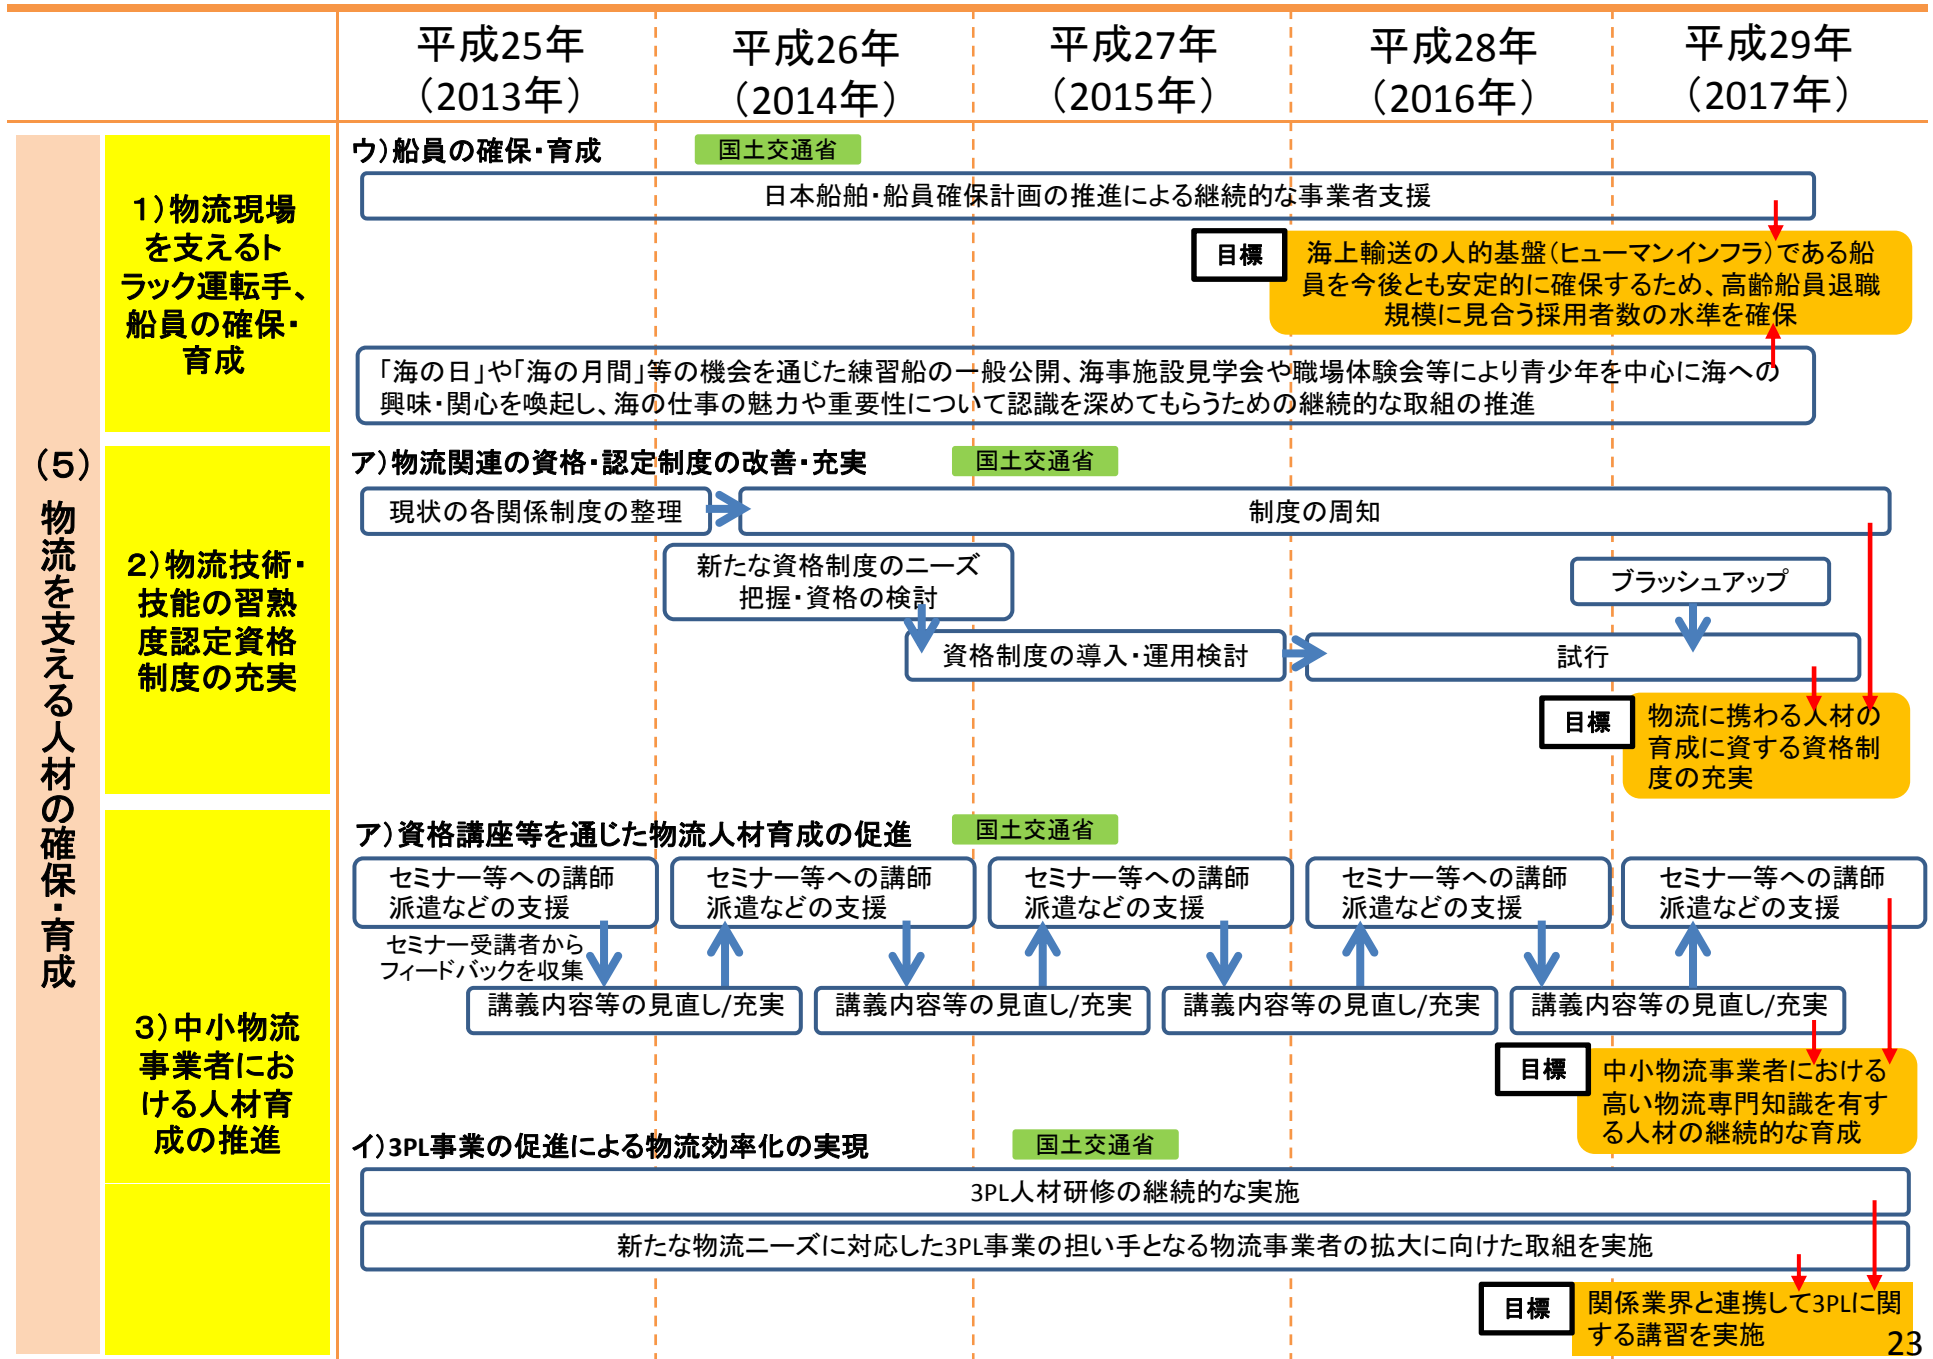 平成25年
（2013年）
平成26年
（2014年）
平成27年
（2015年）
平成28年
（2016年）
平成29年
（2017年）
（５）物流を支える人材の確保・育成
１）物流現場
を支えるト
ラック運転手、
船員の確保・
育成
ウ）船員の確保・育成
国土交通省
日本船舶・船員確保計画の推進による継続的な事業者支援
目標
海上輸送の人的基盤（ヒューマンインフラ）である船
員を今後とも安定的に確保するため、高齢船員退職
規模に見合う採用者数の水準を確保
「海の日」や「海の月間」等の機会を通じた練習船の一般公開、海事施設見学会や職場体験会等により青少年を中心に海への
興味・関心を喚起し、海の仕事の魅力や重要性について認識を深めてもらうための継続的な取組の推進
２）物流技術・
技能の習熟
度認定資格
制度の充実
ア）物流関連の資格・認定制度の改善・充実
国土交通省
現状の各関係制度の整理
制度の周知
新たな資格制度のニーズ
把握・資格の検討
ブラッシュアップ
資格制度の導入・運用検討
試行
目標
物流に携わる人材の
育成に資する資格制
度の充実
３）中小物流
事業者にお
ける人材育
成の推進
ア）資格講座等を通じた物流人材育成の促進
国土交通省
セミナー等への講師
派遣などの支援
セミナー等への講師
派遣などの支援
セミナー等への講師
派遣などの支援
セミナー等への講師
派遣などの支援
セミナー等への講師
派遣などの支援
セミナー受講者から
フィードバックを収集
講義内容等の見直し/充実
講義内容等の見直し/充実
講義内容等の見直し/充実
講義内容等の見直し/充実
目標
中小物流事業者における
高い物流専門知識を有す
る人材の継続的な育成
イ）3PL事業の促進による物流効率化の実現
国土交通省
3PL人材研修の継続的な実施
新たな物流ニーズに対応した3PL事業の担い手となる物流事業者の拡大に向けた取組を実施
目標
関係業界と連携して3PLに関
する講習を実施
23